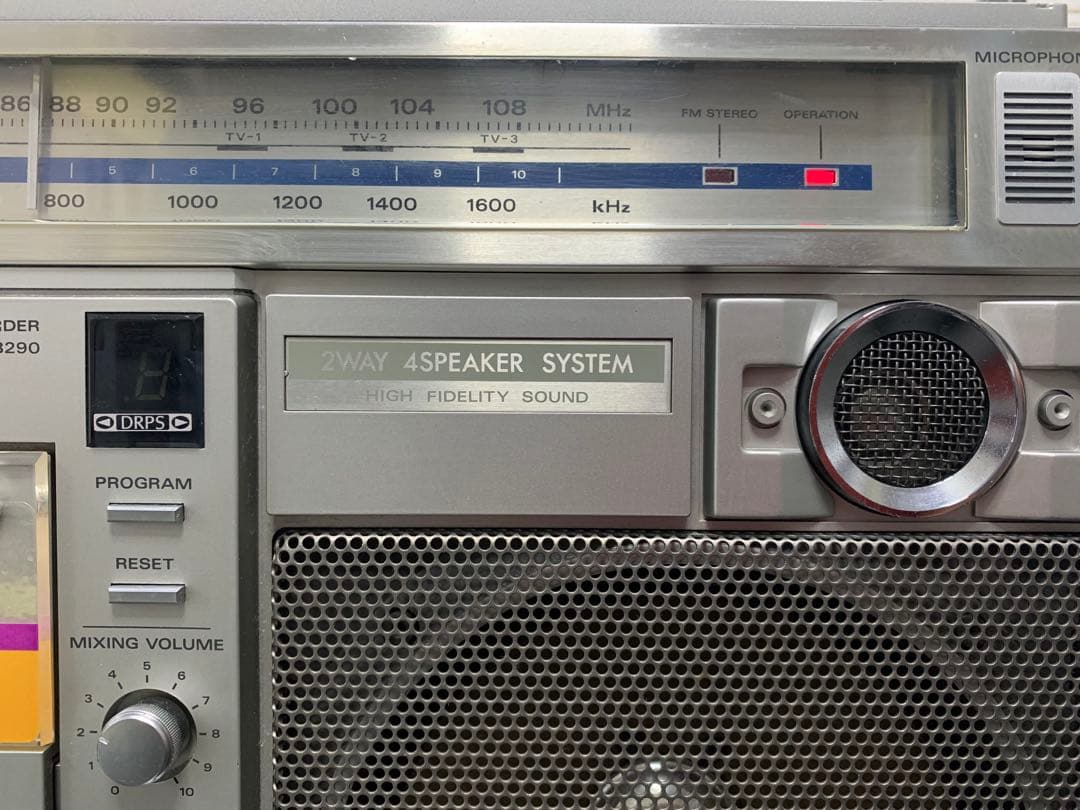 MICROPHON
86 88 90 92 96 100 104 108 MHz
FM STEREO OPERATION
TV-1 TV-2 TV-3
5 6 7 8 9 10
800 1000 1200 1400 1600 kHz
RDER
3290
2WAY 4SPEAKER SYSTEM
HIGH FIDELITY SOUND
DRPS
PROGRAM
RESET
MIXING VOLUME
0 1 2 3 4 5 6 7 8 9 10